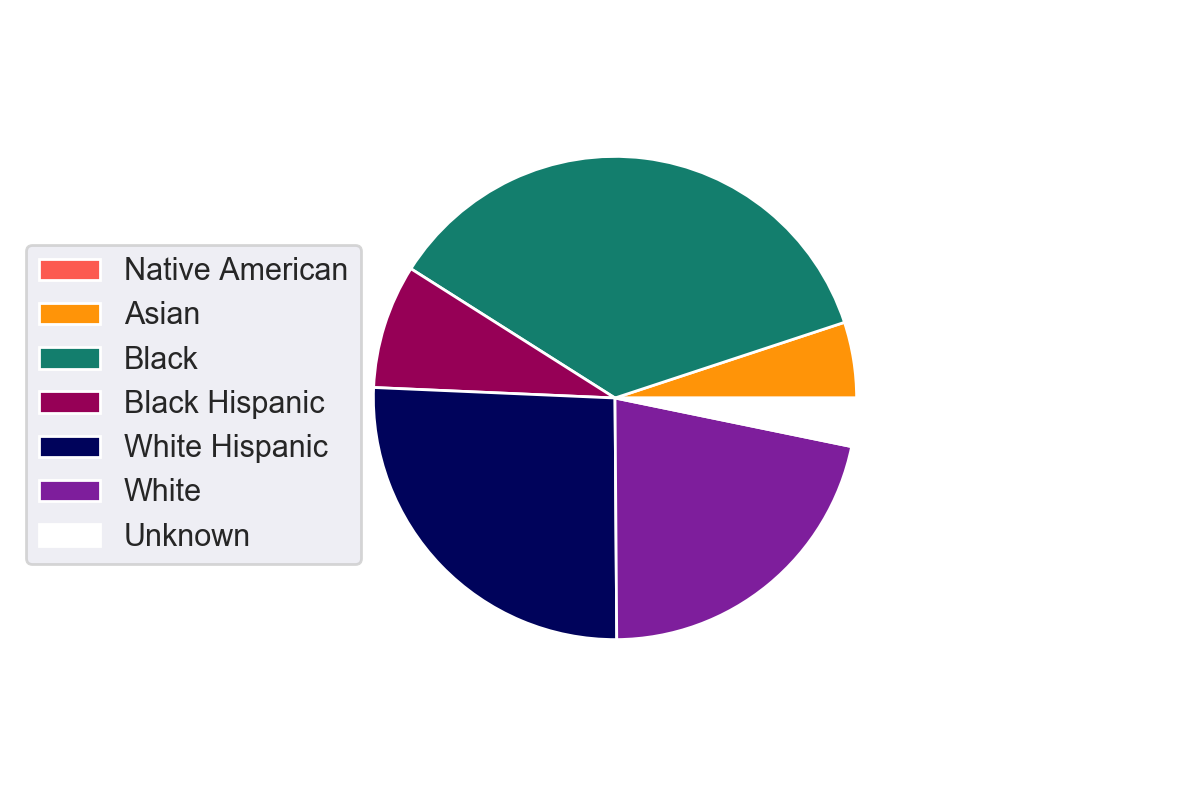 Native American
Asian
Black
Black Hispanic
White Hispanic
White
Unknown